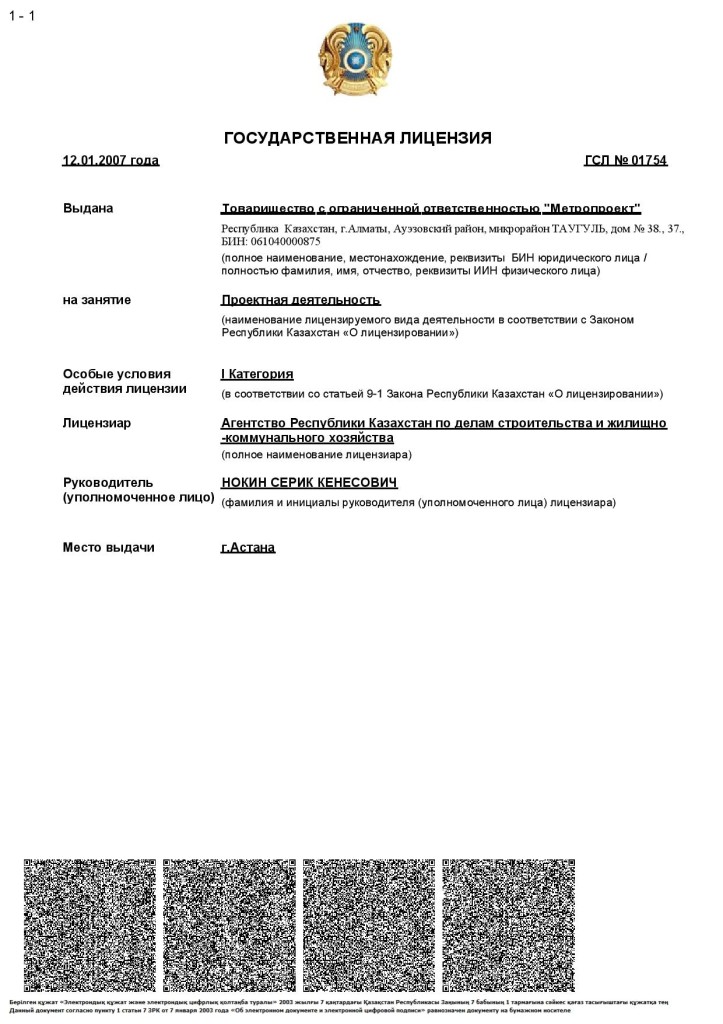 1 - 1
ГОСУДАРСТВЕННАЯ ЛИЦЕНЗИЯ
12.01.2007 года ГСЛ № 01754
Выдана Товарищество с ограниченной ответственностью "Метропроект"
Республика Казахстан, г.Алматы, Ауэзовский район, микрорайон ТАУГУЛЬ, дом № 38., 37.,
БИН: 061040000875
(полное наименование, местонахождение, реквизиты БИН юридического лица /
полностью фамилия, имя, отчество, реквизиты ИИН физического лица)
на занятие Проектная деятельность
(наименование лицензируемого вида деятельности в соответствии с Законом
Республики Казахстан «О лицензировании»)
Особые условия I Категория
действия лицензии (в соответствии со статьей 9-1 Закона Республики Казахстан «О лицензировании»)
Лицензиар Агентство Республики Казахстан по делам строительства и жилищно
-коммунального хозяйства
(полное наименование лицензиара)
Руководитель НОКИН СЕРИК КЕНЕСОВИЧ
(уполномоченное лицо) (фамилия и инициалы руководителя (уполномоченного лица) лицензиара)
Место выдачи г.Астана
Берілген құжат «Электрондық құжат және электрондық цифрлық қолтаңба туралы» 2003 жылғы 7 қаңтардағы Қазақстан Республикасы Заңының 7 бабының 1 тармағына сәйкес қағаз тасығыштағы құжатқа тең
Данный документ согласно пункту 1 статьи 7 ЗРК от 7 января 2003 года «Об электронном документе и электронной цифровой подписи» равнозначен документу на бумажном носителе